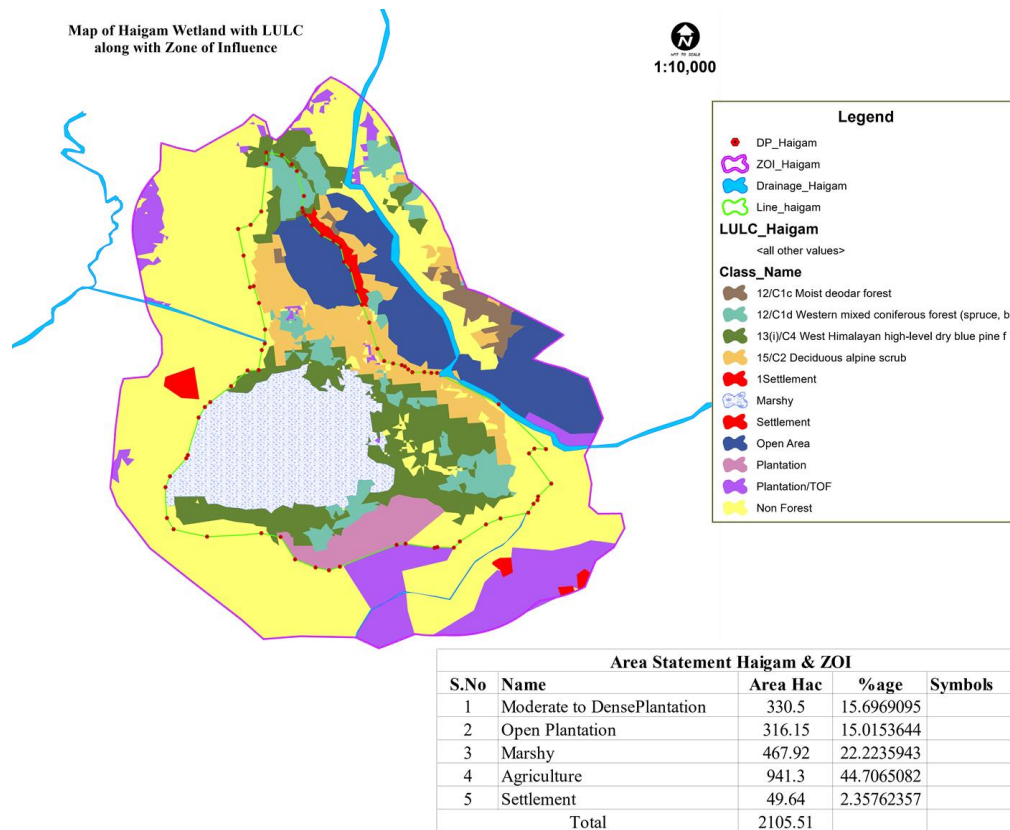 Map of Haigam Wetland with LULC
along with Zone of Influence
N
NOT TO SCALE
1:10,000
Legend
DP_Haigam
ZOI_Haigam
Drainage_Haigam
Line_haigam
LULC_Haigam
<all other values>
Class_Name
12/C1c Moist deodar forest
12/C1d Western mixed coniferous forest (spruce, b
13(i)/C4 West Himalayan high-level dry blue pine f
15/C2 Deciduous alpine scrub
1Settlement
Marshy
Settlement
Open Area
Plantation
Plantation/TOF
Non Forest
Area Statement Haigam & ZOI
S.No Name Area Hac %age Symbols
1 Moderate to DensePlantation 330.5 15.6969095
2 Open Plantation 316.15 15.0153644
3 Marshy 467.92 22.2235943
4 Agriculture 941.3 44.7065082
5 Settlement 49.64 2.35762357
Total 2105.51